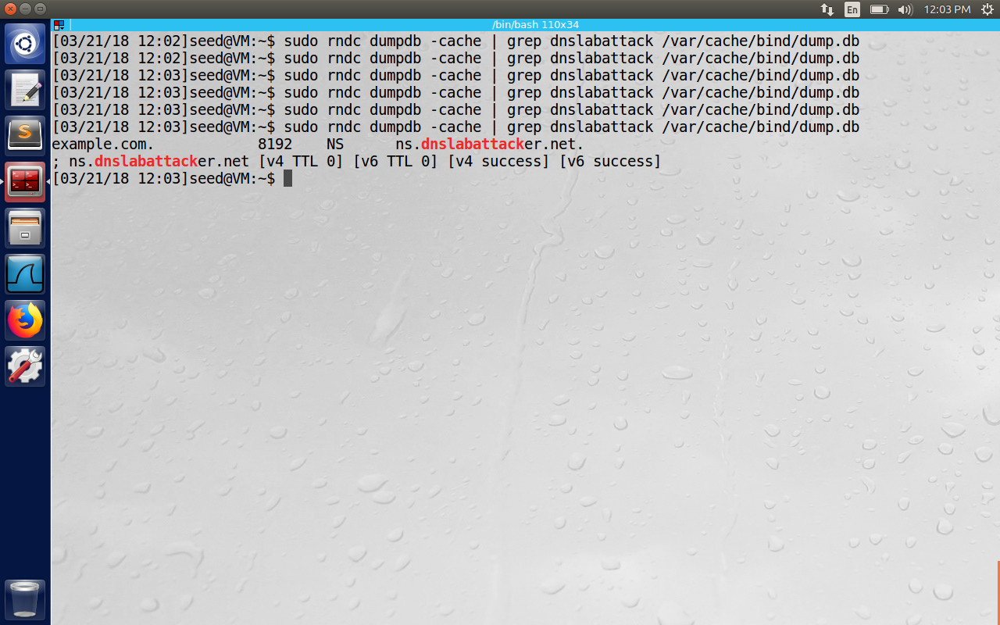 En 12:03 PM
/bin/bash 110x34
[03/21/18 12:02]seed@VM:~$ sudo rndc dumpdb -cache | grep dnslabattack /var/cache/bind/dump.db
[03/21/18 12:02]seed@VM:~$ sudo rndc dumpdb -cache | grep dnslabattack /var/cache/bind/dump.db
[03/21/18 12:03]seed@VM:~$ sudo rndc dumpdb -cache | grep dnslabattack /var/cache/bind/dump.db
[03/21/18 12:03]seed@VM:~$ sudo rndc dumpdb -cache | grep dnslabattack /var/cache/bind/dump.db
[03/21/18 12:03]seed@VM:~$ sudo rndc dumpdb -cache | grep dnslabattack /var/cache/bind/dump.db
[03/21/18 12:03]seed@VM:~$ sudo rndc dumpdb -cache | grep dnslabattack /var/cache/bind/dump.db
example.com.            8192    NS      ns.dnslabattacker.net.
; ns.dnslabattacker.net [v4 TTL 0] [v6 TTL 0] [v4 success] [v6 success]
[03/21/18 12:03]seed@VM:~$